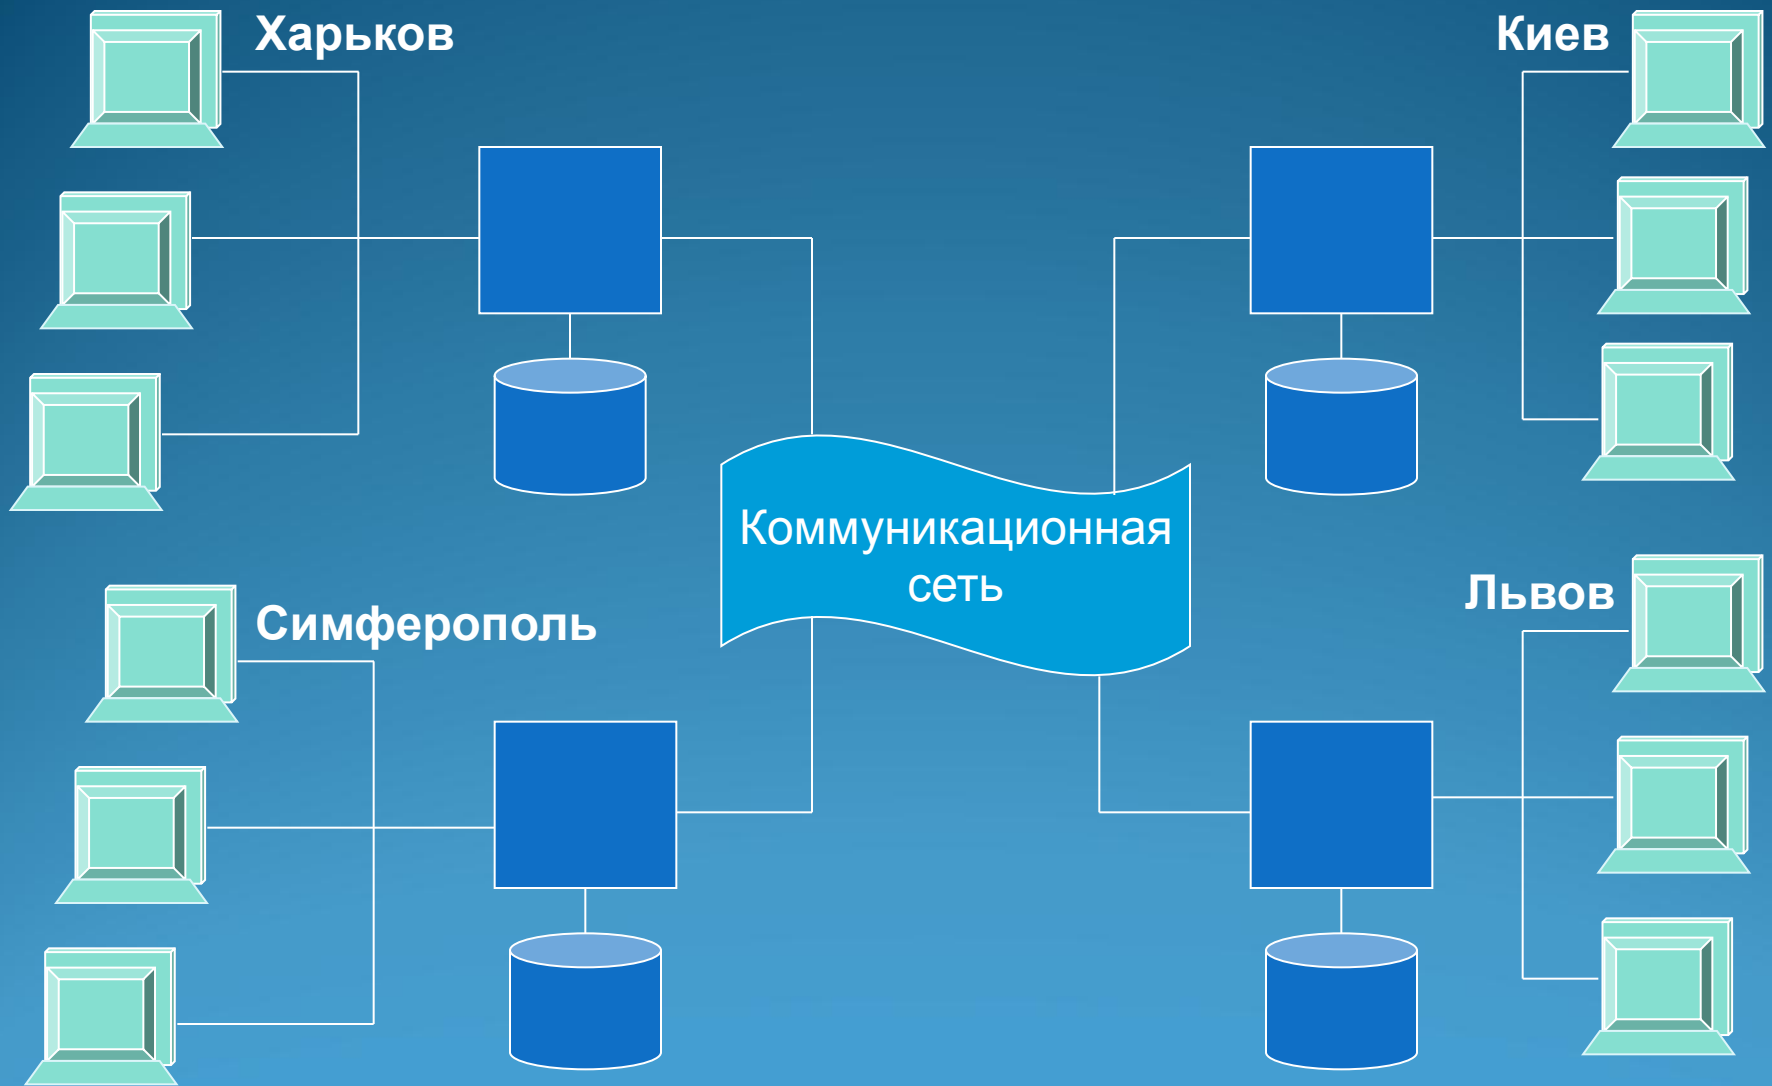 Харьков
Киев
Коммуникационная
сеть
Симферополь
Львов